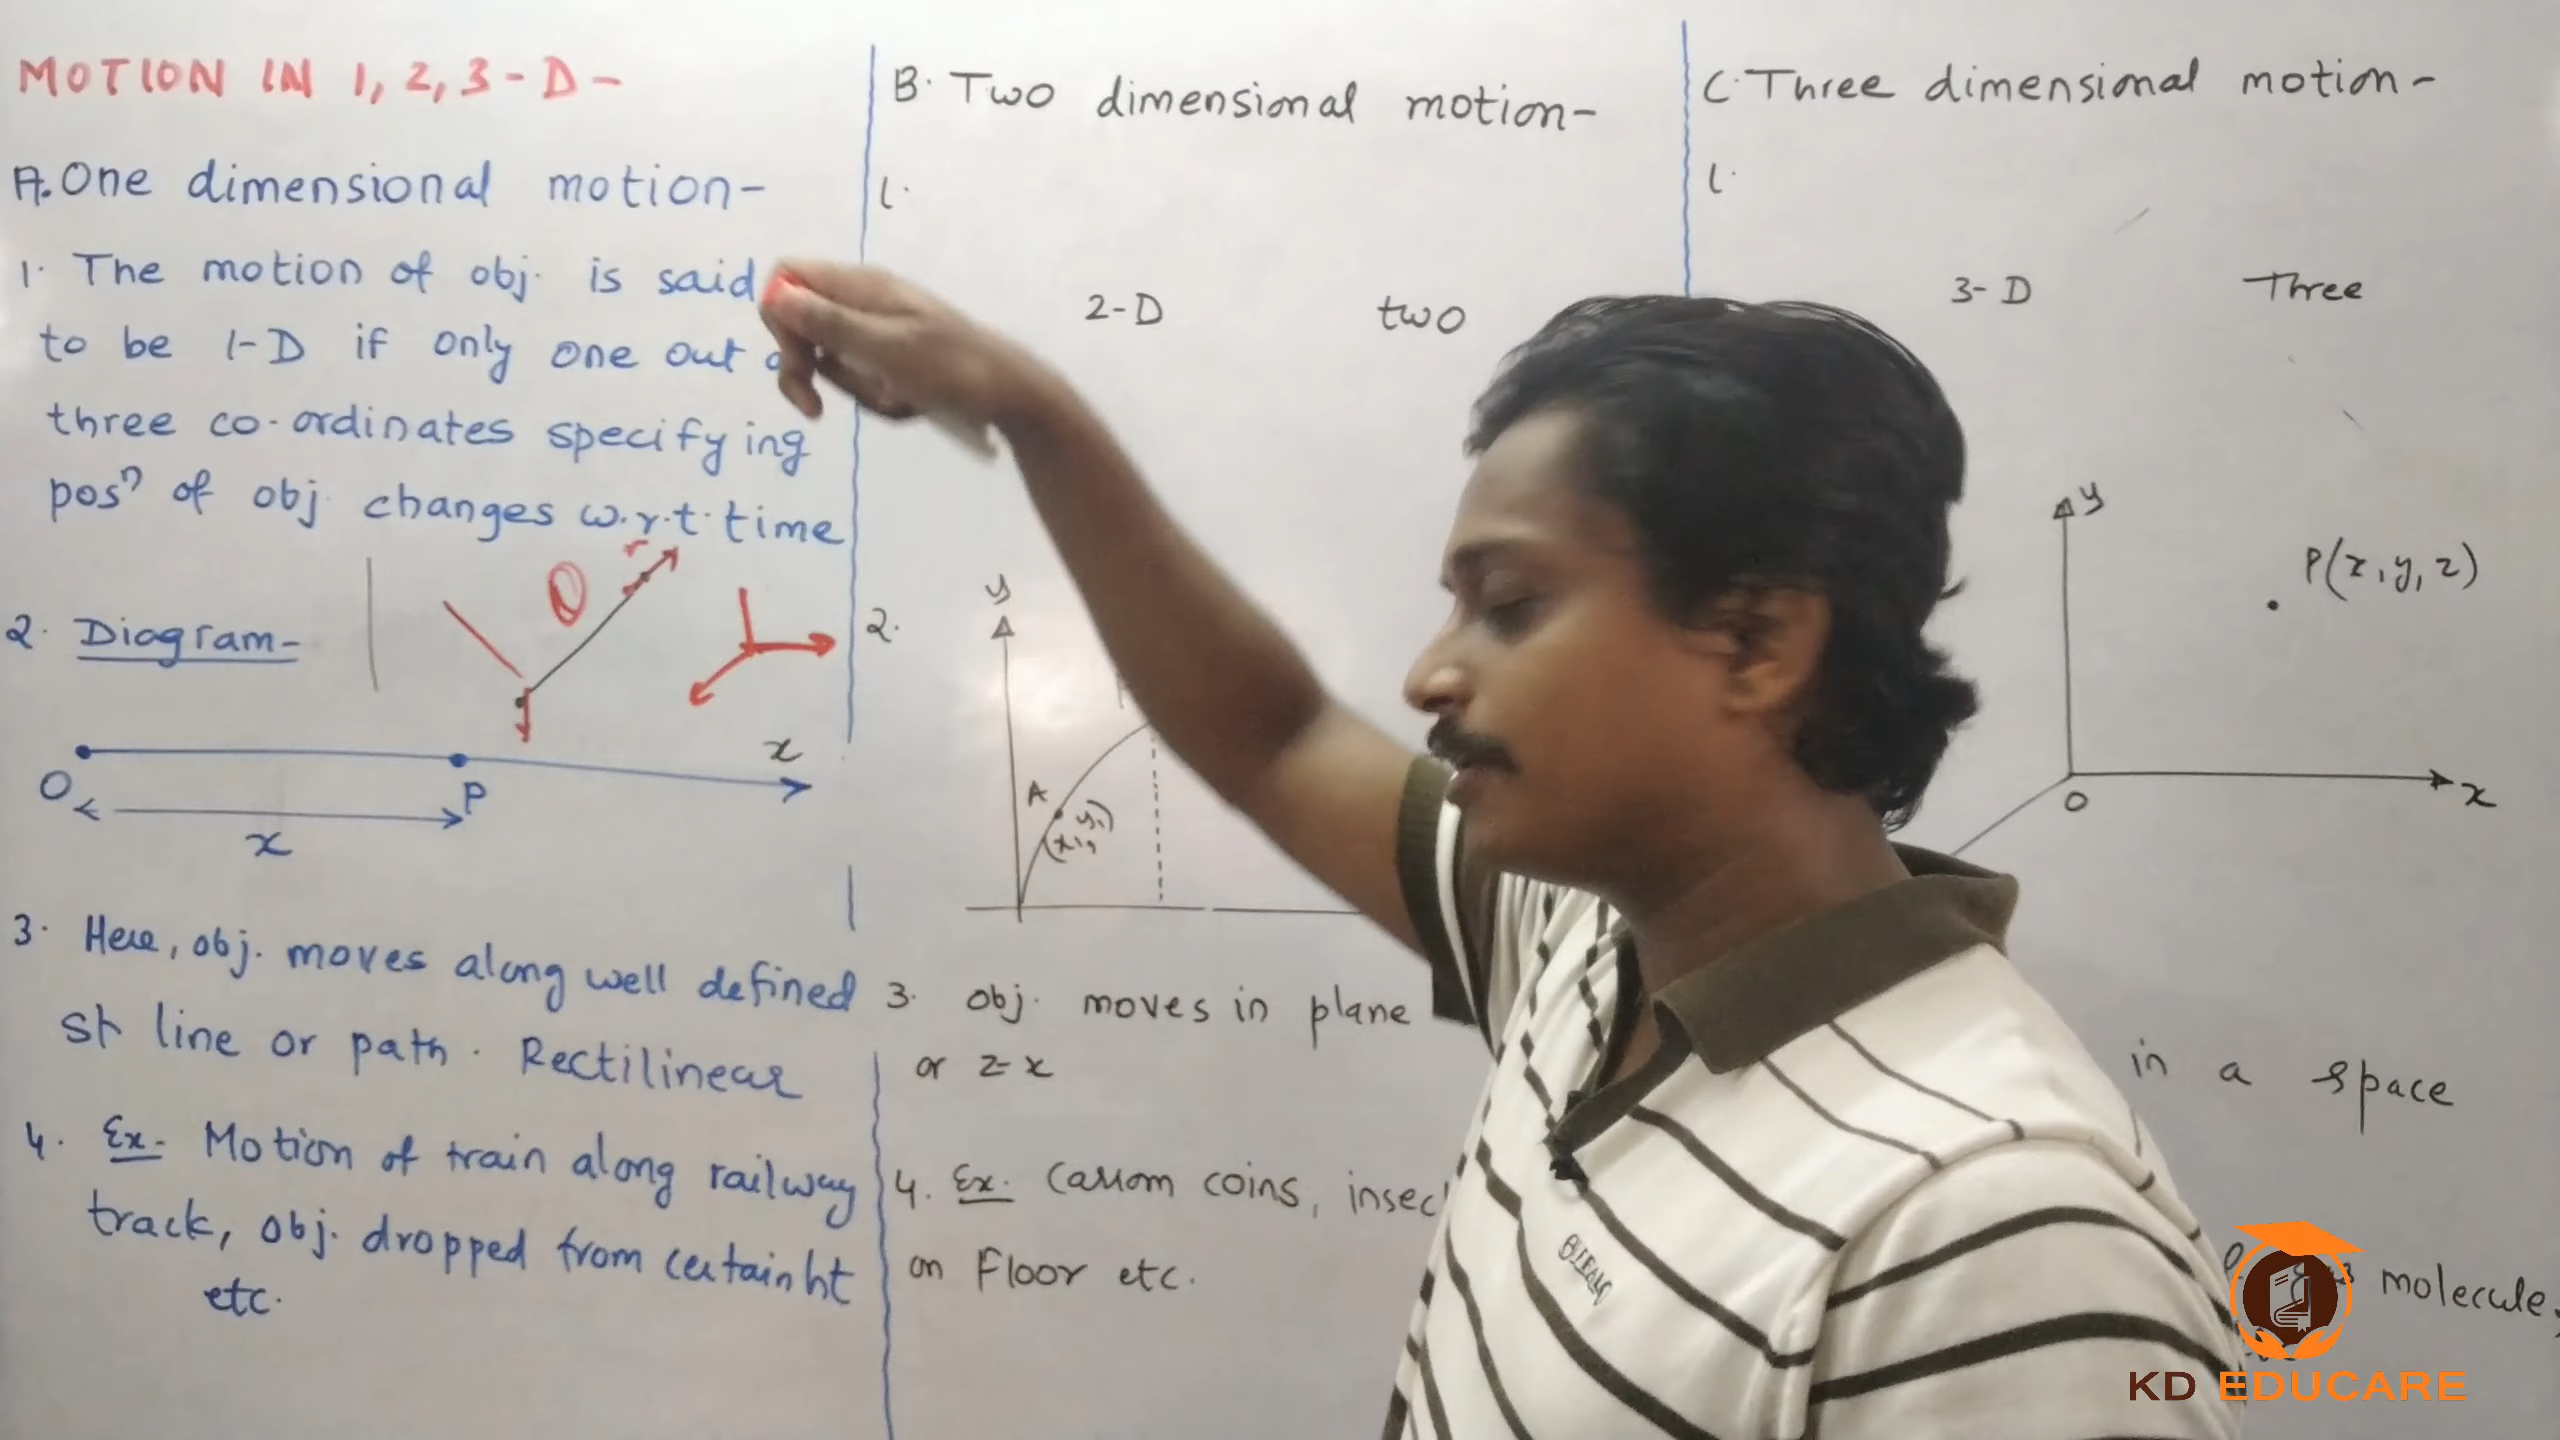 MOTION IN 1, 2, 3 - D -
A. One dimensional motion-
1. The motion of obj. is said
to be 1-D if only one out
three co-ordinates specifying
posⁿ of obj. changes w.r.t. time
2. Diagram-
r
x
O
P
x
3. Here, obj. moves along well defined
st line or path. Rectilinear
4. Ex- Motion of train along railway
track, obj. dropped from certain ht
etc.
B. Two dimensional motion-
1.
2-D two
2.
y
A
(x₁, y₁)
3. obj. moves in plane
or z-x
4. Ex. Carrom coins,
on Floor etc.
C. Three dimensional motion-
1.
3-D Three
y
P(x, y, z)
O
x
in a space
molecule,
BUFFALO
KD EDUCARE